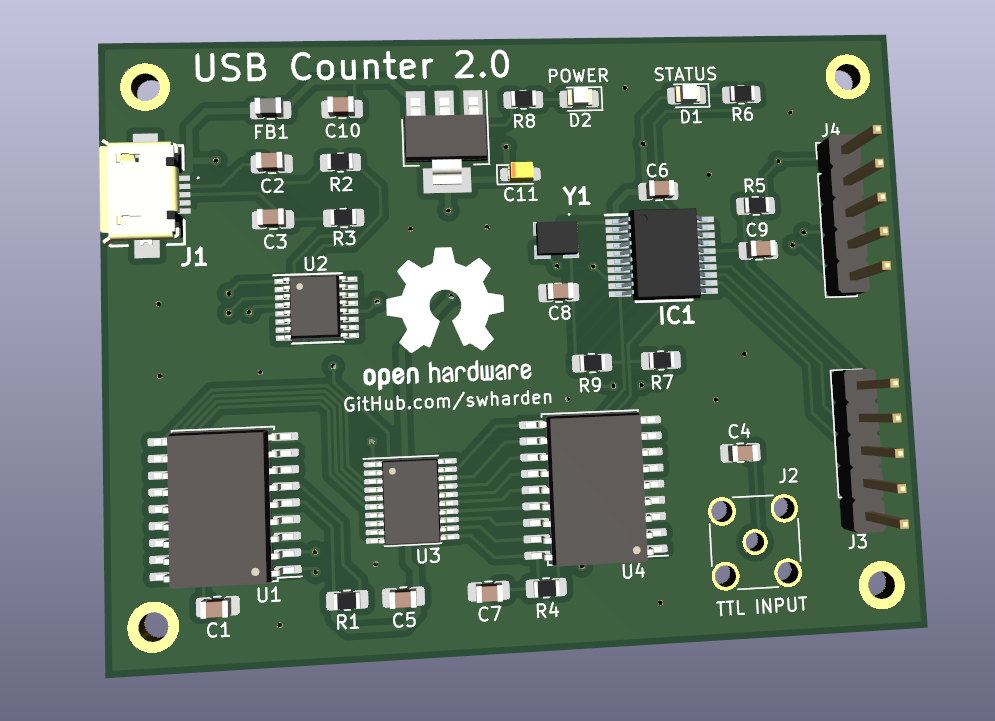 USB Counter 2.0
POWER
STATUS
FB1
C10
R8
D2
D1
R6
J4
C2
R2
C11
Y1
C6
R5
C3
R3
C9
J1
U2
C8
IC1
open hardware
GitHub.com/swharden
R9
R7
C4
J2
U3
J3
U1
U4
C1
R1
C5
C7
R4
TTL INPUT